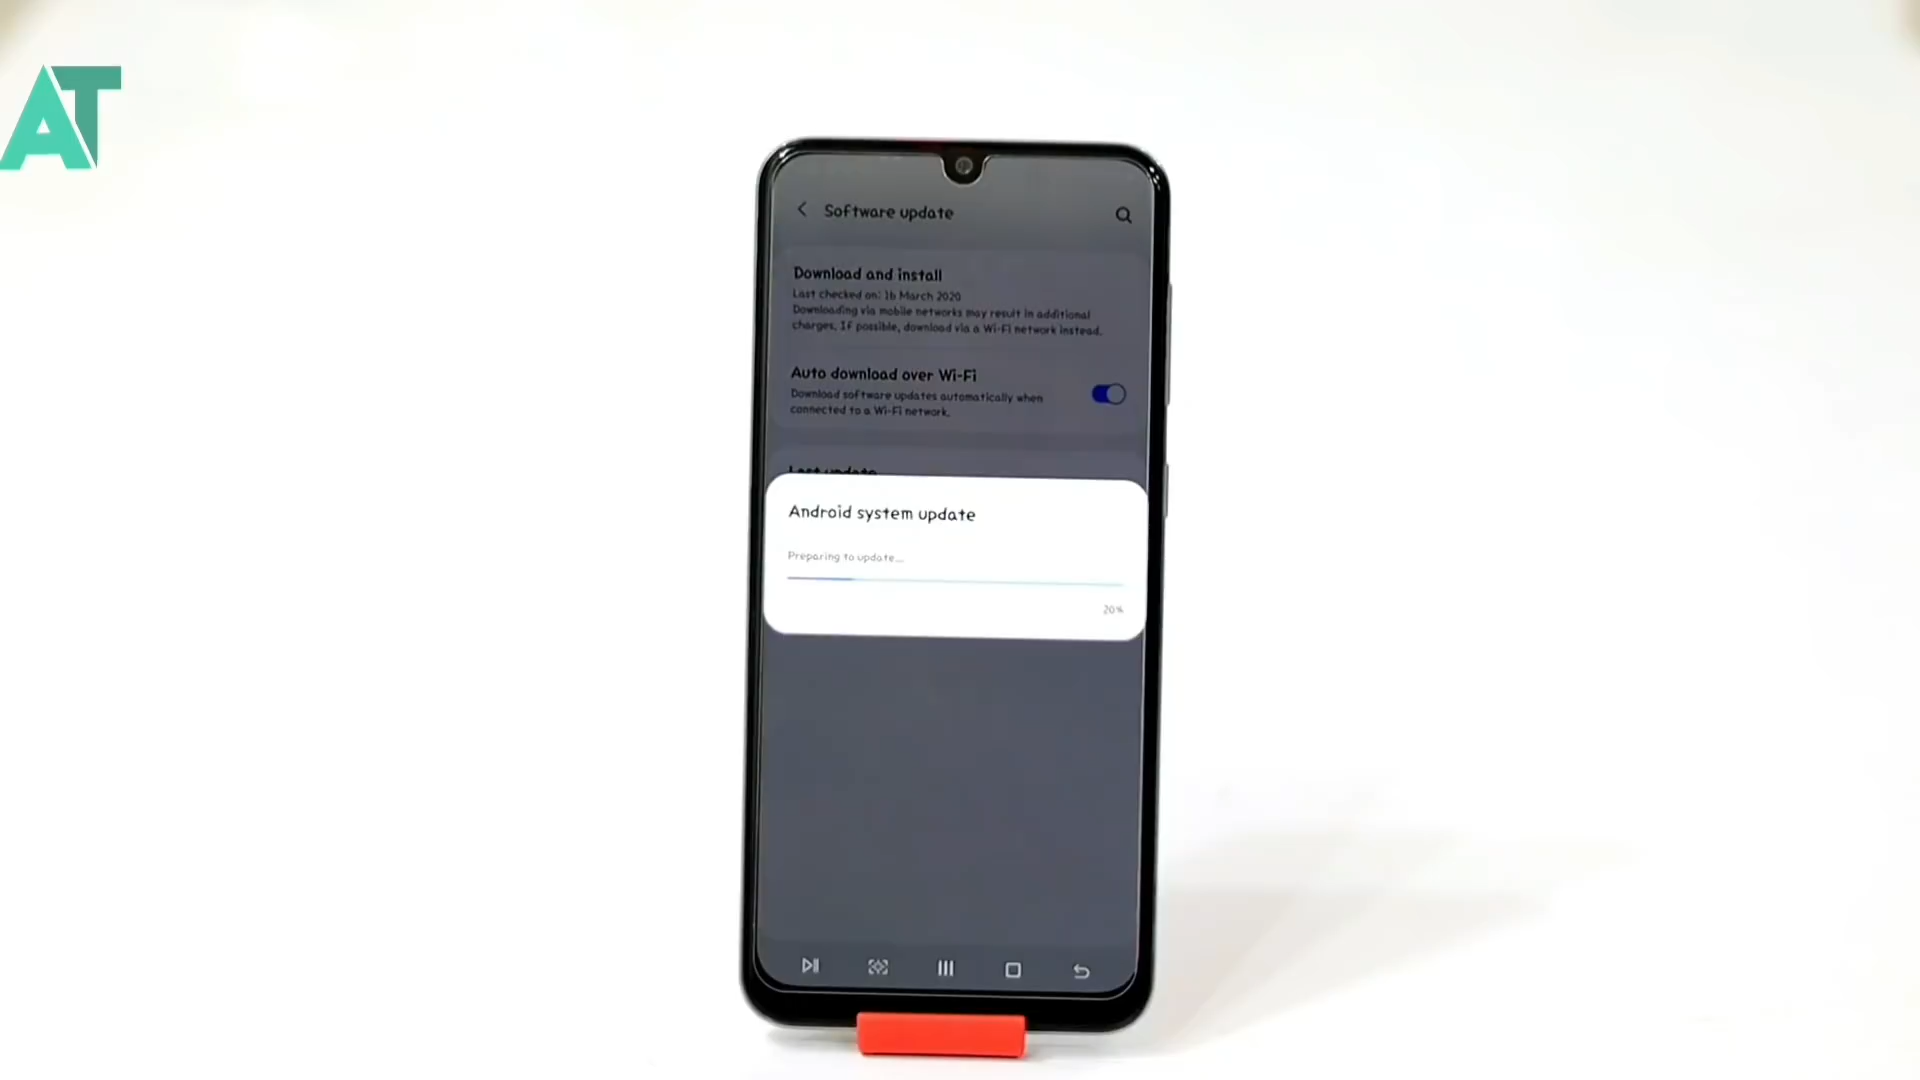 AT
Software update
Download and install
Last checked on: 16 March 2020
Downloading via mobile networks may result in additional
charges. If possible, download via a Wi-Fi network instead.
Auto download over Wi-Fi
Download software updates automatically when
connected to a Wi-Fi network.
Last update
Android system update
Preparing to update...
20%